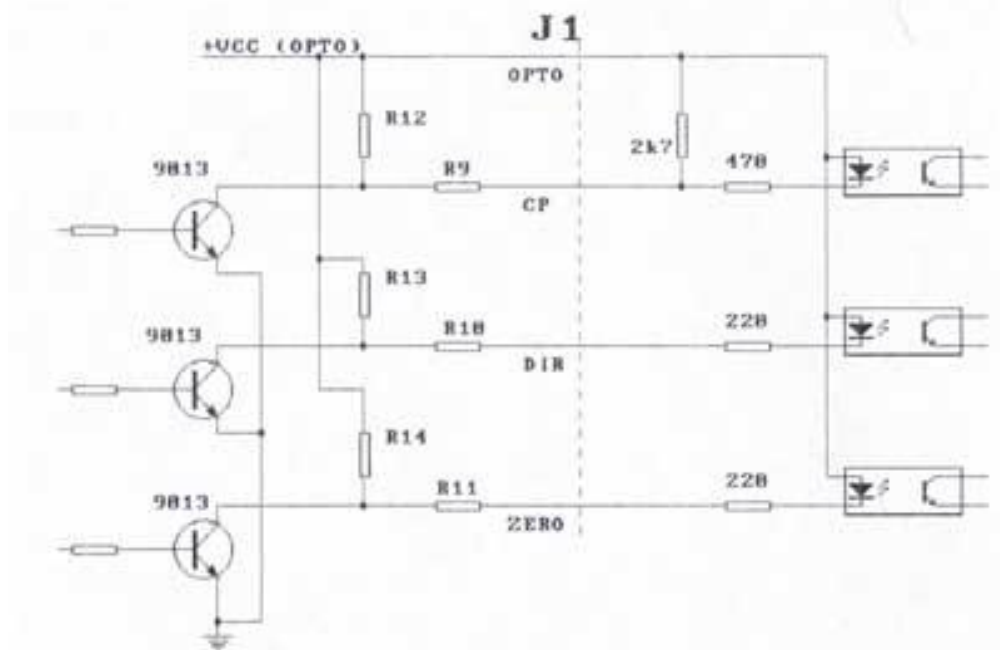 J1
+VCC (OPTO)
OPTO
R12
2k7
470
9013
R9
CP
R13
9013
R10
220
DIR
R14
9013
R11
220
ZERO